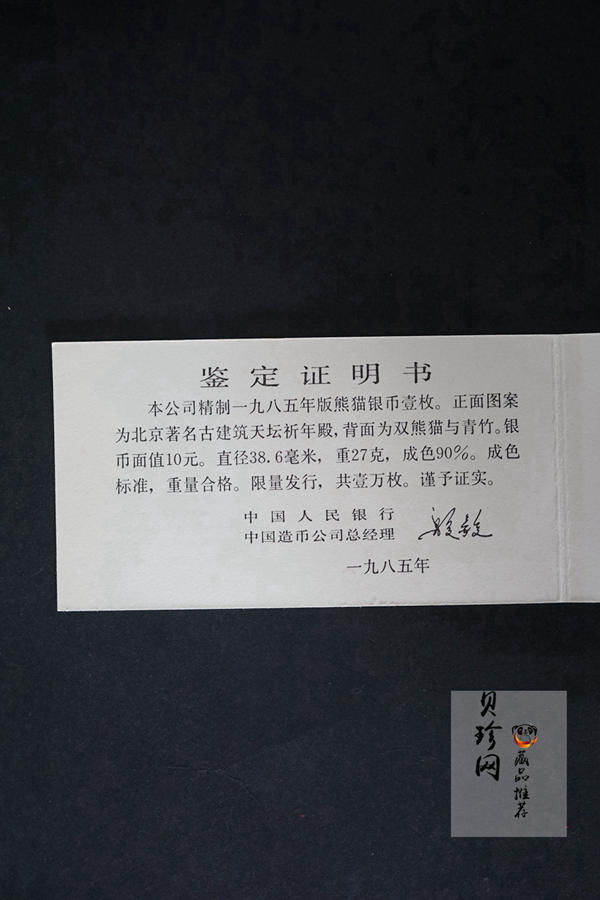 鉴定证明书
本公司精制一九八五年版熊猫银币壹枚。正面图案
为北京著名古建筑天坛祈年殿，背面为双熊猫与青竹。银
币面值10元。直径38.6毫米，重27克，成色90%。成色
标准，重量合格。限量发行，共壹万枚。谨予证实。
中国人民银行
中国造币公司总经理
一九八五年
贝珍网
藏品推荐